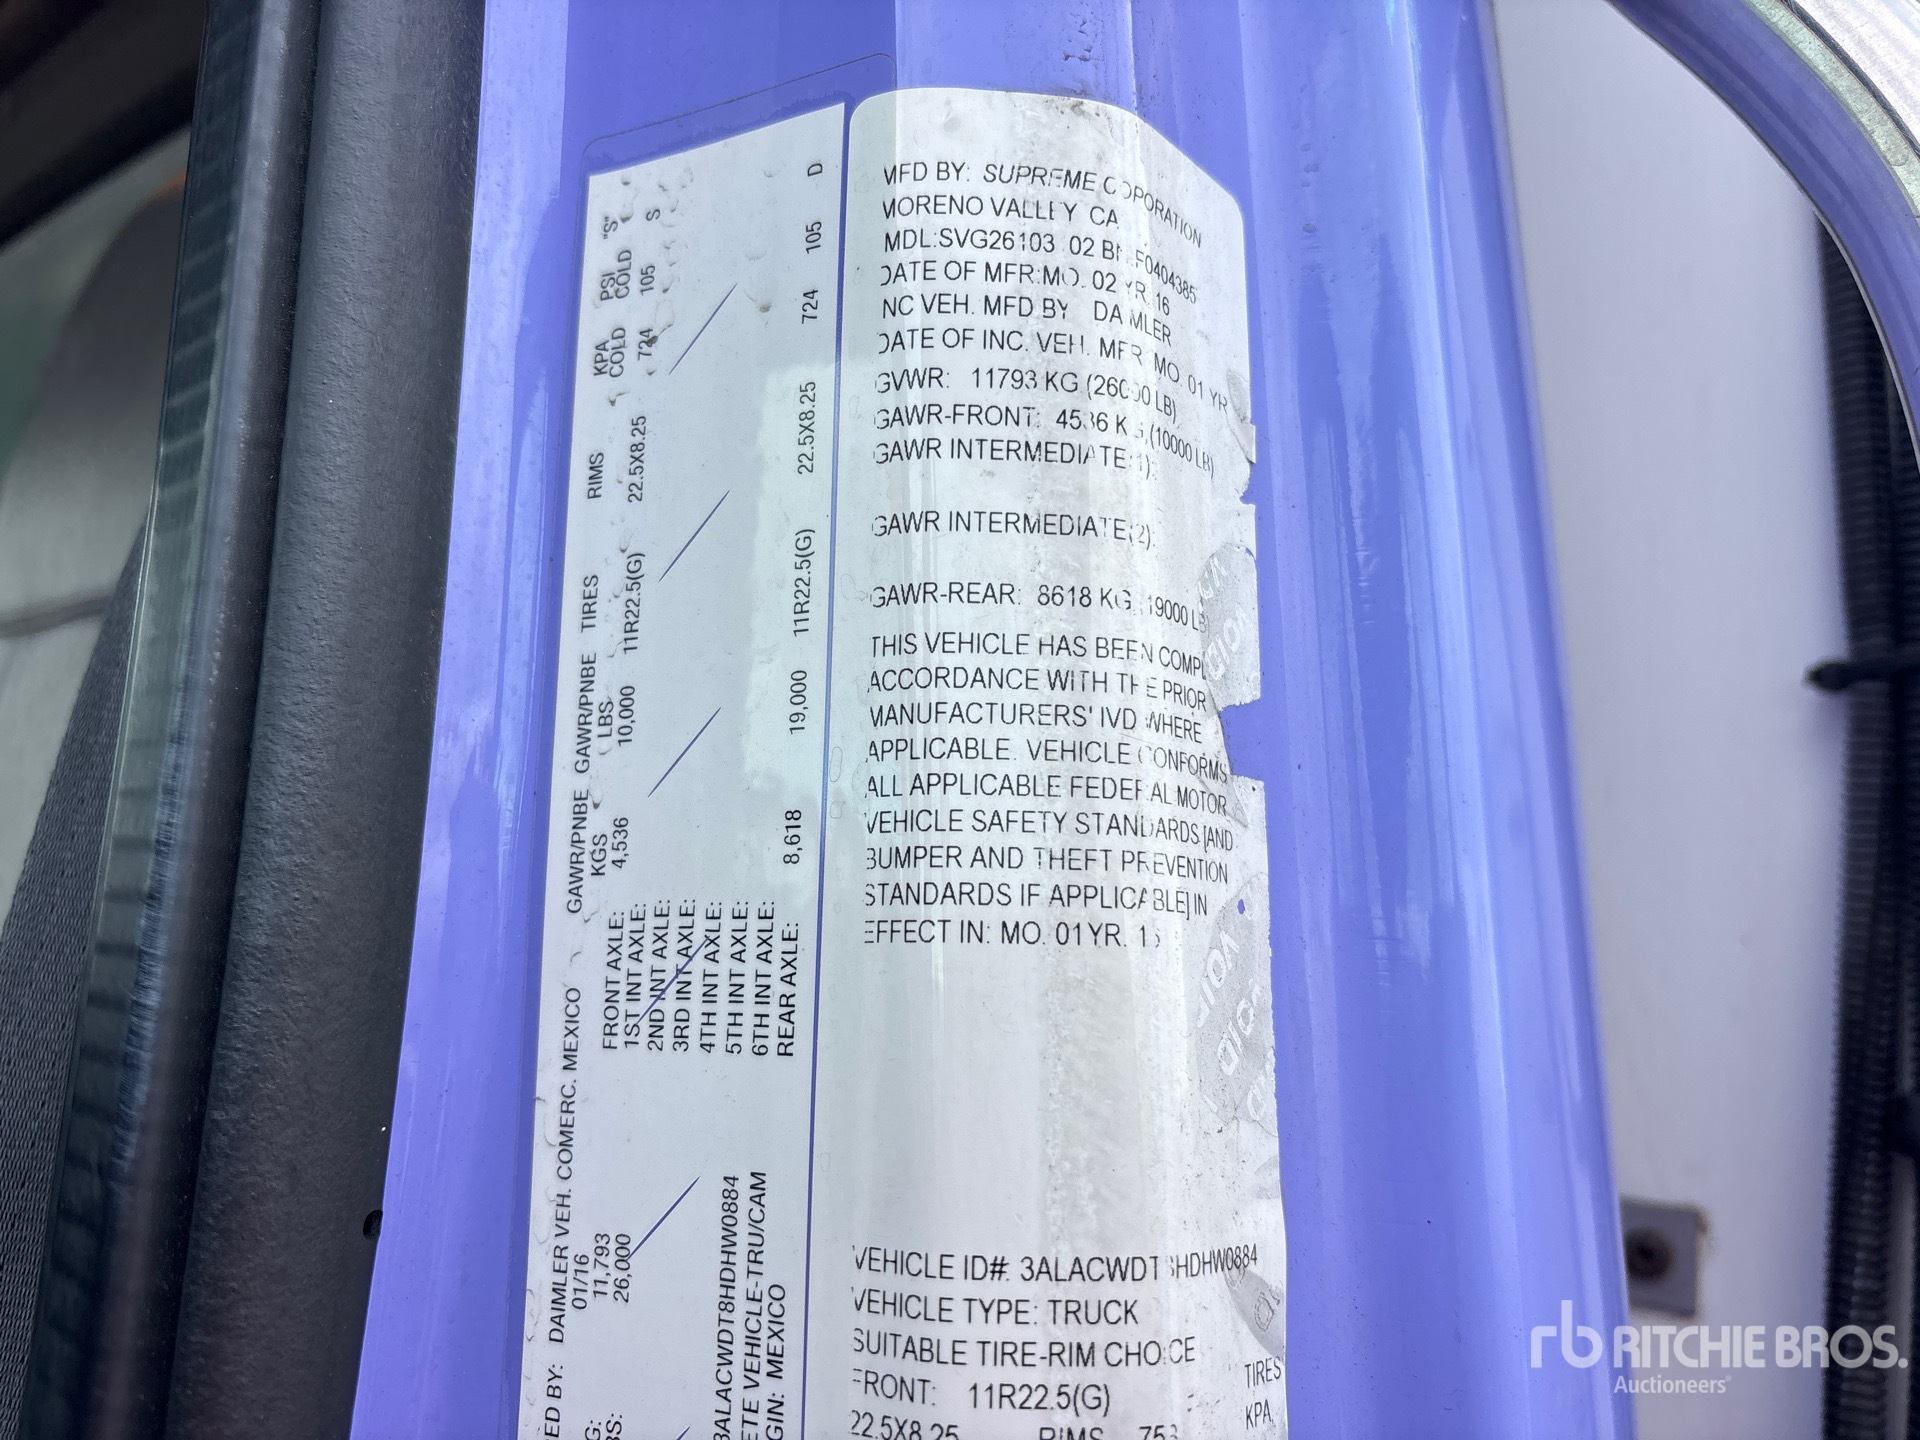 MFD BY: SUPREME CORPORATION
MORENO VALLEY CA
MDL:SVG26103 02 F0404385
DATE OF MFR:MO. 02 YR. 16
INC VEH. MFD BY DAIMLER
DATE OF INC. VEH. MFR MO. 01 YR
GVWR: 11793 KG (26000 LB)
GAWR-FRONT: 4536 KG (10000 LB)
GAWR INTERMEDIATE(1):
GAWR INTERMEDIATE(2):
GAWR-REAR: 8618 KG (19000 LB
THIS VEHICLE HAS BEEN COMPL
ACCORDANCE WITH THE PRIOR
MANUFACTURERS' IVD WHERE
APPLICABLE. VEHICLE CONFORMS
ALL APPLICABLE FEDERAL MOTOR
VEHICLE SAFETY STANDARDS [AND
BUMPER AND THEFT PREVENTION
STANDARDS IF APPLICABLE] IN
EFFECT IN: MO. 01 YR. 16
VEHICLE ID#: 3ALACWDT8HDHW0884
VEHICLE TYPE: TRUCK
SUITABLE TIRE-RIM CHOICE
FRONT: 11R22.5(G) TIRES
22.5X8.25 RIMS KPA
ED BY: DAIMLER VEH. COMERC. MEXICO
01/16
G: 11,793
BS: 26,000
GAWR/PNBE GAWR/PNBE TIRES RIMS KPA PSI "S"
KGS LBS COLD COLD
FRONT AXLE: 4,536 10,000 11R22.5(G) 22.5X8.25 724 105 S
1ST INT AXLE:
2ND INT AXLE:
3RD INT AXLE:
4TH INT AXLE:
5TH INT AXLE:
6TH INT AXLE:
REAR AXLE: 8,618 19,000 11R22.5(G) 22.5X8.25 724 105 D
3ALACWDT8HDHW0884
ETE VEHICLE-TRU/CAM
GIN: MEXICO
rb RITCHIE BROS.
Auctioneers